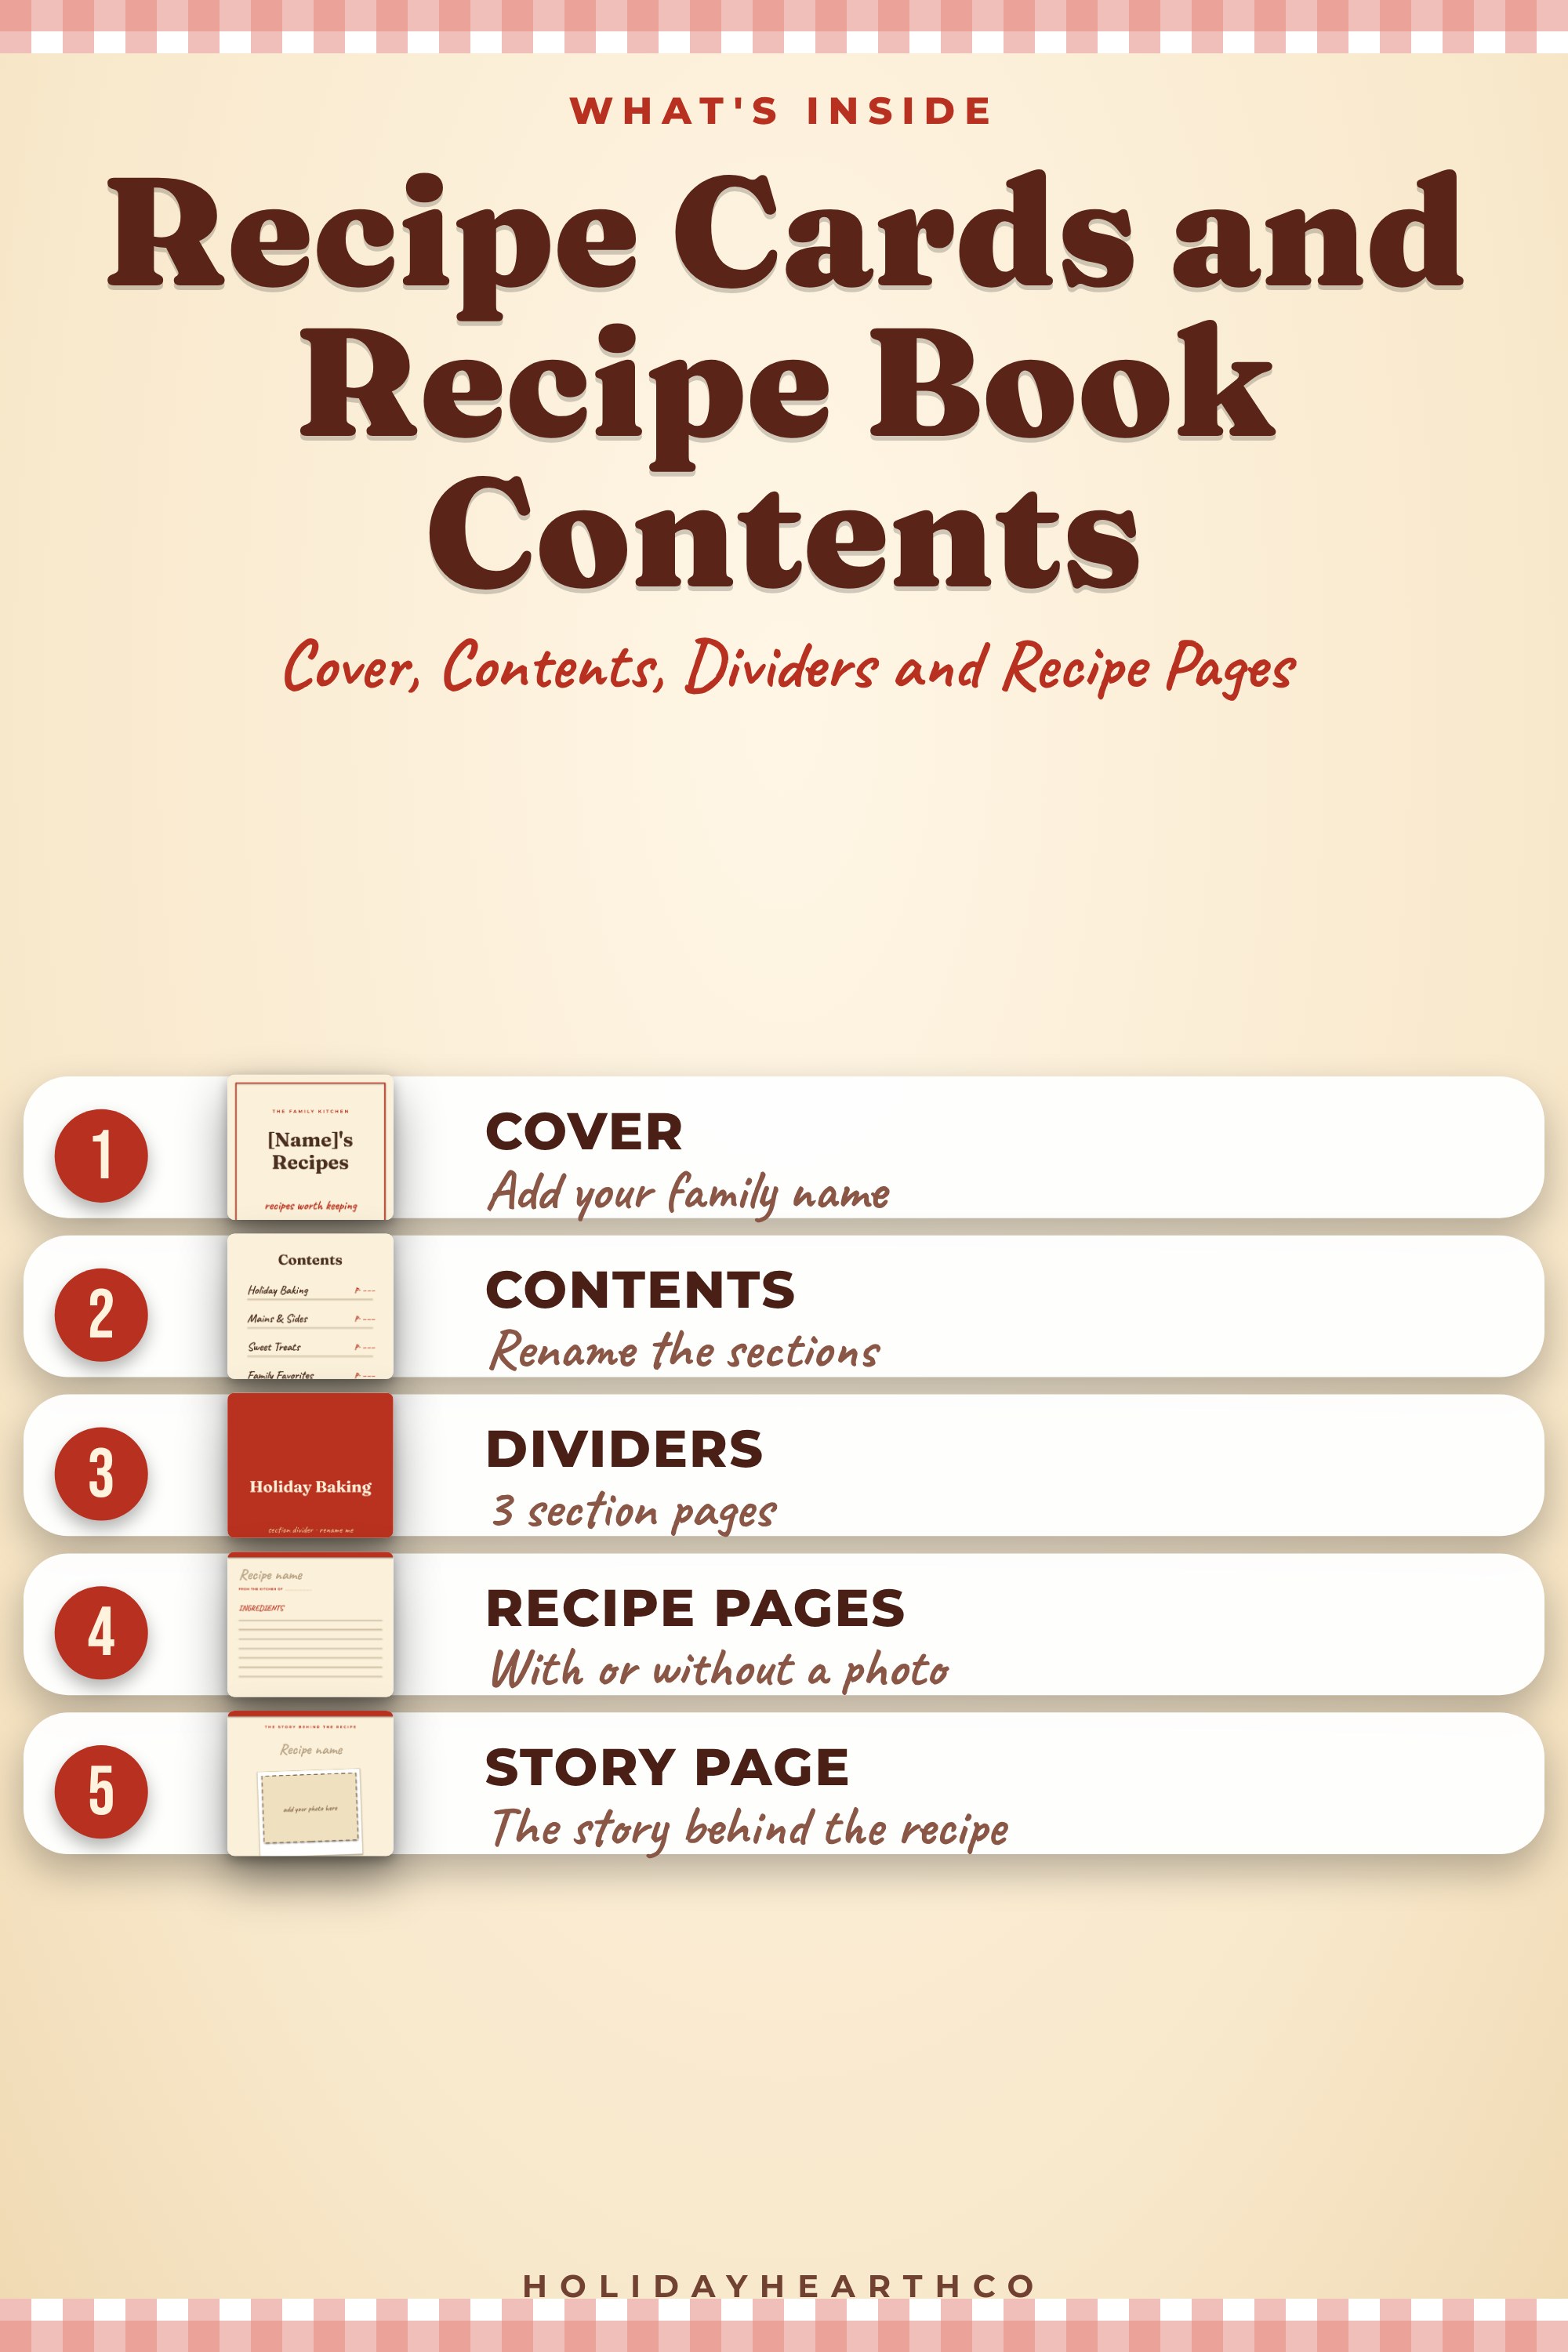 WHAT'S INSIDE
Recipe Cards and
Recipe Book
Contents
Cover, Contents, Dividers and Recipe Pages
1
THE FAMILY KITCHEN
[Name]'s
Recipes
recipes worth keeping
COVER
Add your family name
2
Contents
Holiday Baking
Mains & Sides
Sweet Treats
Family Favorites
CONTENTS
Rename the sections
3
Holiday Baking
section divider · rename me
DIVIDERS
3 section pages
4
Recipe name
FROM THE KITCHEN OF
INGREDIENTS
RECIPE PAGES
With or without a photo
5
THE STORY BEHIND THE RECIPE
Recipe name
add your photo here
STORY PAGE
The story behind the recipe
HOLIDAYHEARTHCO